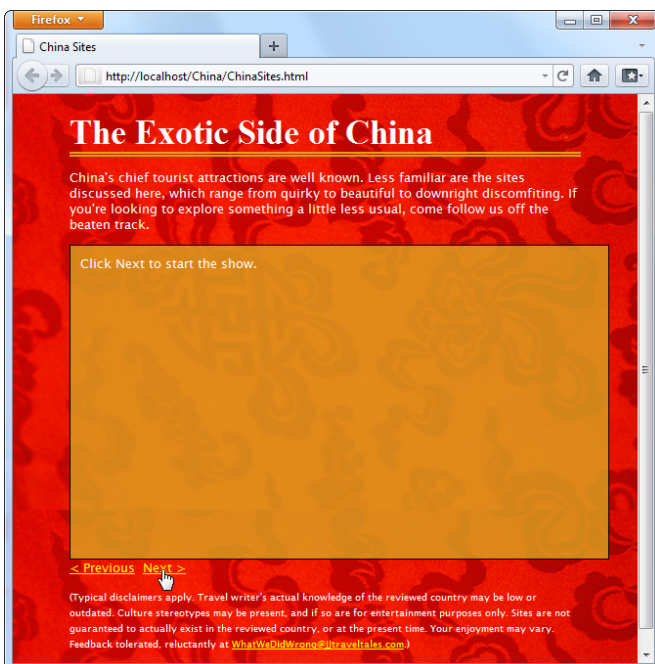 Firefox
China Sites
http://localhost/China/ChinaSites.html
The Exotic Side of China
China's chief tourist attractions are well known. Less familiar are the sites
discussed here, which range from quirky to beautiful to downright discomfiting. If
you're looking to explore something a little less usual, come follow us off the
beaten track.
Click Next to start the show.
< Previous Next >
(Typical disclaimers apply. Travel writer's actual knowledge of the reviewed country may be low or
outdated. Culture stereotypes may be present, and if so are for entertainment purposes only. Sites are not
guaranteed to actually exist in the reviewed country, or at the present time. Your enjoyment may vary.
Feedback tolerated, reluctantly at WhatWeDidWrong@JJtraveltales.com.)